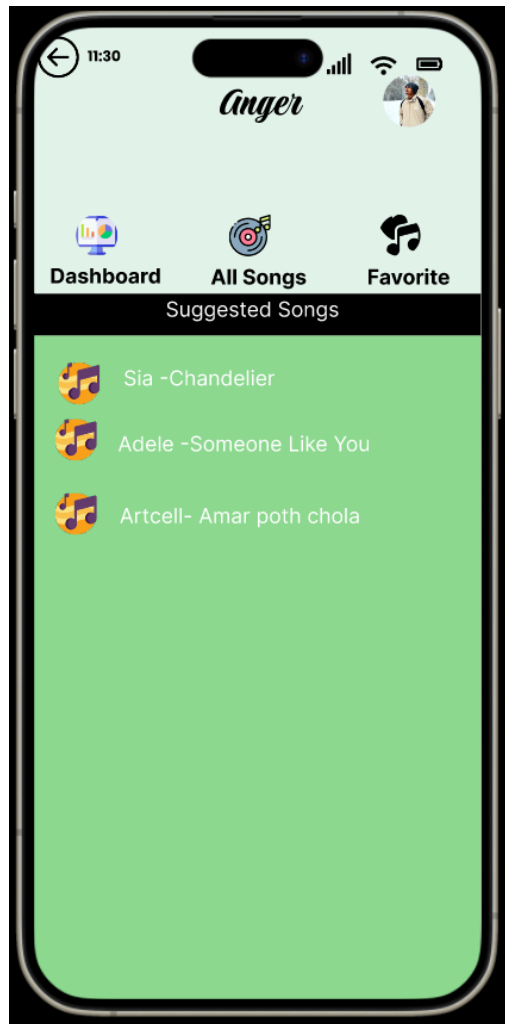 11:30
Anger
Dashboard All Songs Favorite
Suggested Songs
Sia -Chandelier
Adele -Someone Like You
Artcell- Amar poth chola